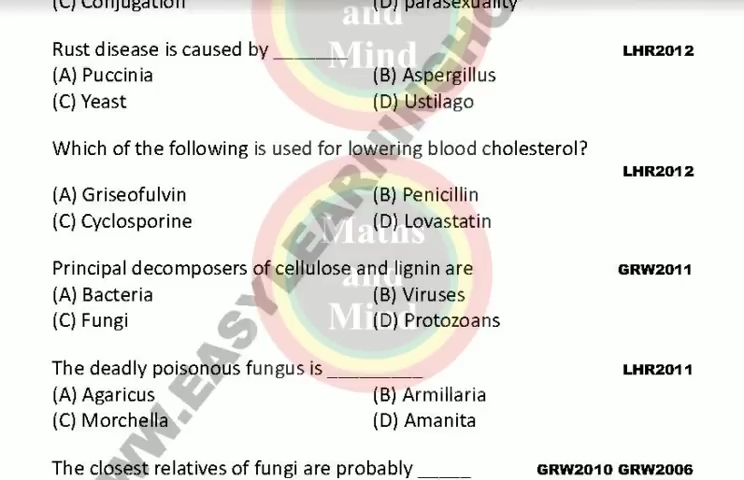 (C) Conjugation (D) parasexuality
Rust disease is caused by ________ LHR2012
(A) Puccinia (B) Aspergillus
(C) Yeast (D) Ustilago
Which of the following is used for lowering blood cholesterol?
LHR2012
(A) Griseofulvin (B) Penicillin
(C) Cyclosporine (D) Lovastatin
Principal decomposers of cellulose and lignin are GRW2011
(A) Bacteria (B) Viruses
(C) Fungi (D) Protozoans
The deadly poisonous fungus is __________ LHR2011
(A) Agaricus (B) Armillaria
(C) Morchella (D) Amanita
The closest relatives of fungi are probably _____ GRW2010 GRW2006
and
Mind
Maths
and
Mind
WWW.EASYLEARNINGHO